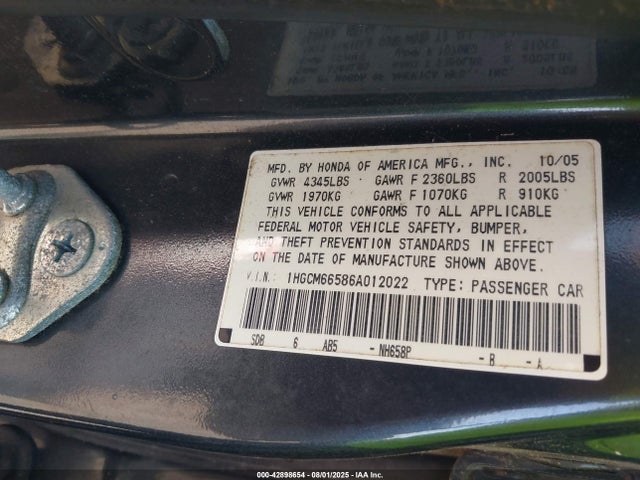 MFD. BY HONDA OF AMERICA MFG., INC. 10/05
GVWR 4345LBS GAWR F 2360LBS R 2005LBS
GVWR 1970KG GAWR F 1070KG R 910KG
THIS VEHICLE CONFORMS TO ALL APPLICABLE
FEDERAL MOTOR VEHICLE SAFETY, BUMPER,
AND THEFT PREVENTION STANDARDS IN EFFECT
ON THE DATE OF MANUFACTURE SHOWN ABOVE.
V.I.N. 1HGCM66586A012022 TYPE: PASSENGER CAR
SDB 6 AB5 -NH658P -B -A
000-42898654 - 08/01/2025 - IAA Inc.